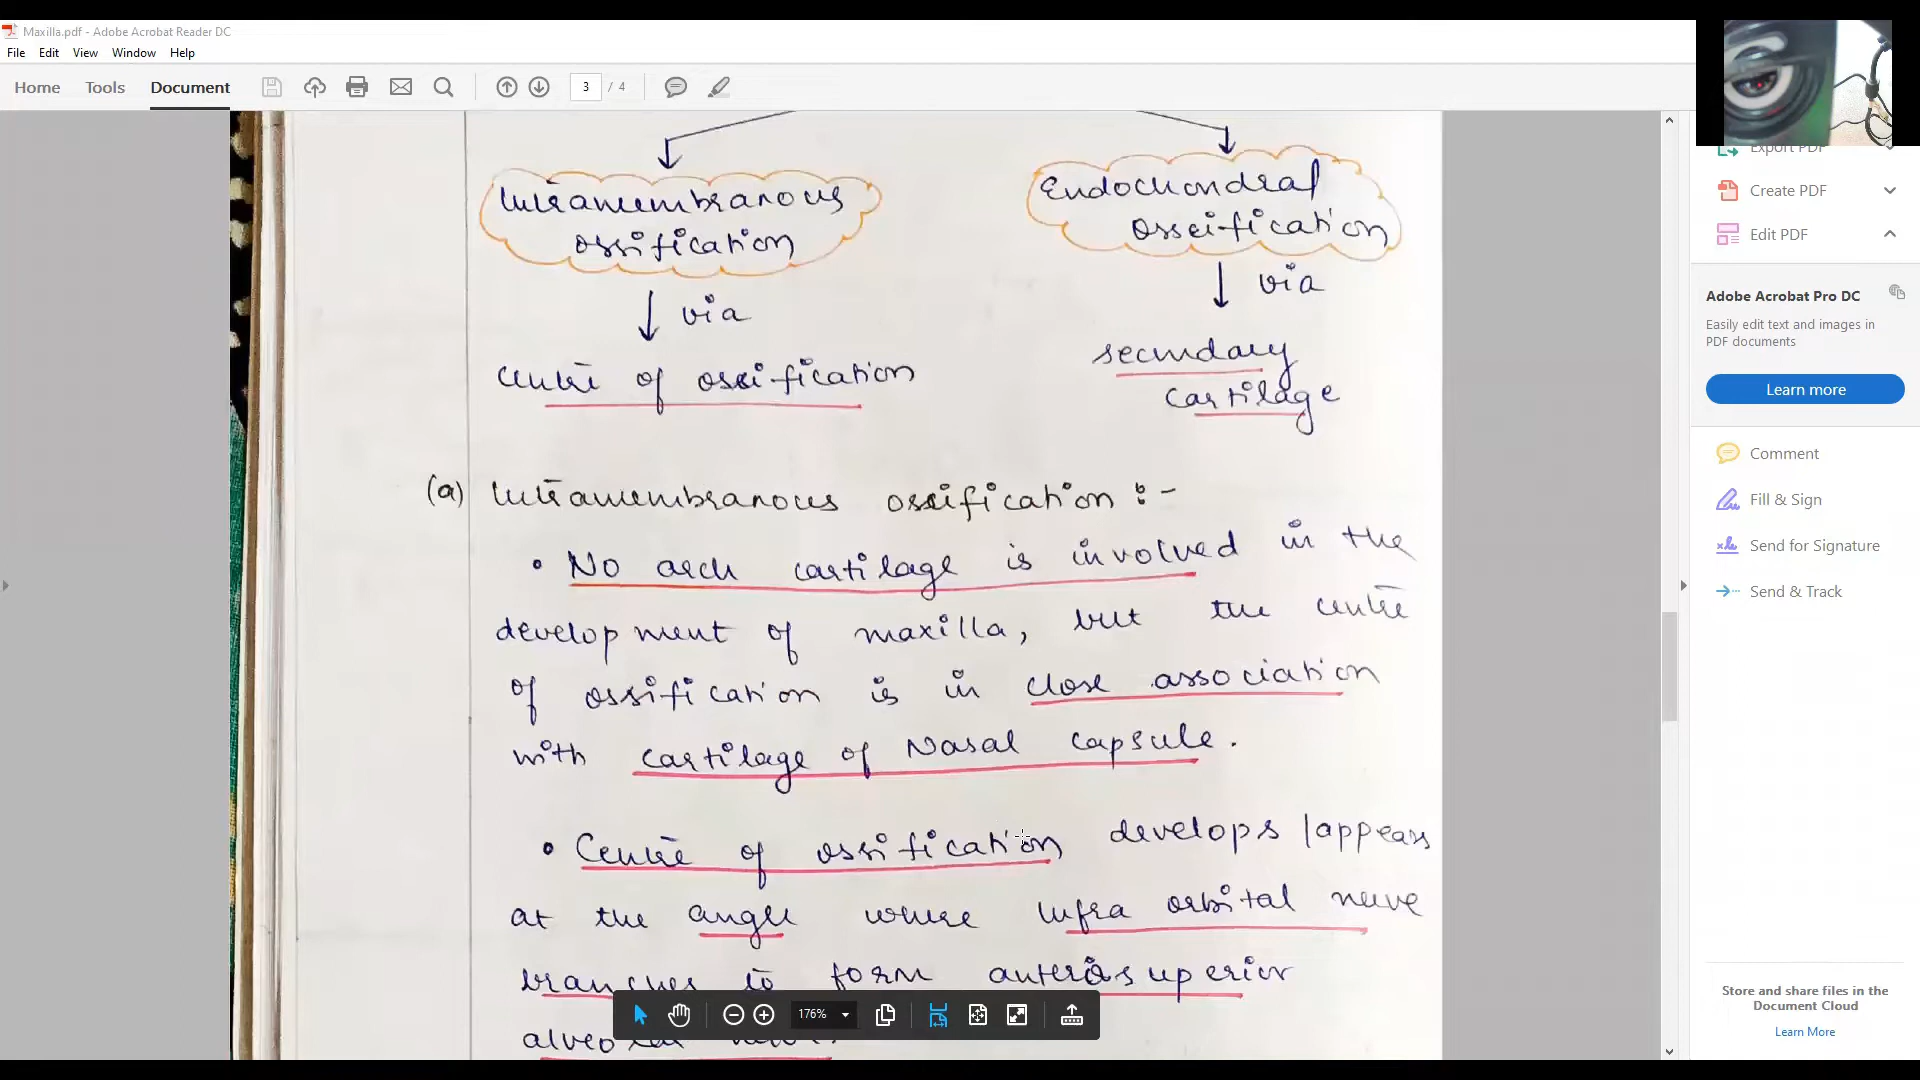 Maxilla.pdf - Adobe Acrobat Reader DC
File Edit View Window Help
Home Tools Document 3 / 4
Intramembranous
ossification
via
centre of ossification
Endochondral
ossification
via
secondary
cartilage
(a) Intramembranous ossification :-
• No arch cartilage is involved in the
development of maxilla, but the centre
of ossification is in close association
with cartilage of Nasal capsule.
• Centre of ossification develops / appears
at the angle where infra orbital nerve
branches to form anterio superior
176%
Export PDF
Create PDF
Edit PDF
Adobe Acrobat Pro DC
Easily edit text and images in
PDF documents
Learn more
Comment
Fill & Sign
Send for Signature
Send & Track
Store and share files in the
Document Cloud
Learn More